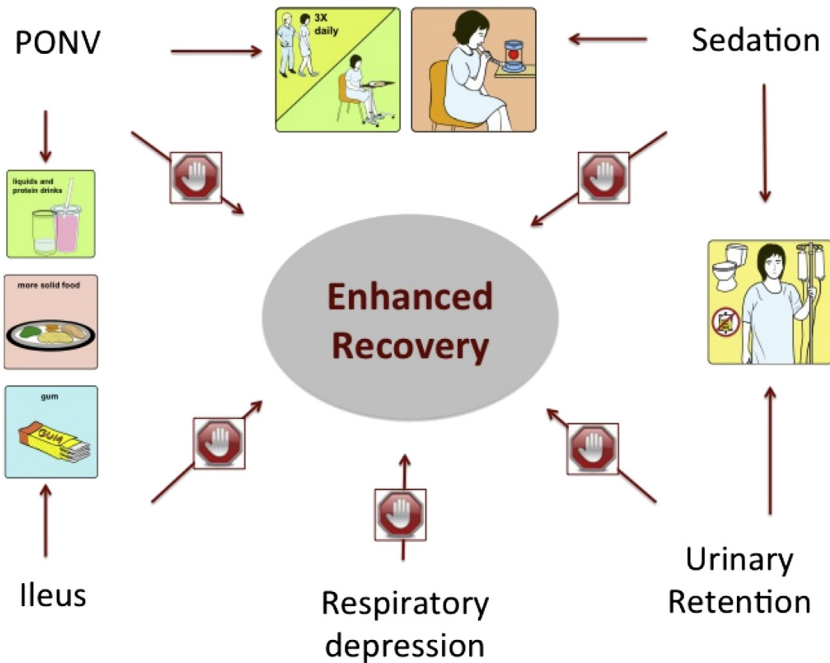 PONV
3X
daily
Sedation
liquids and
protein drinks
more solid food
gum
GUM
Enhanced
Recovery
Ileus
Respiratory
depression
Urinary
Retention